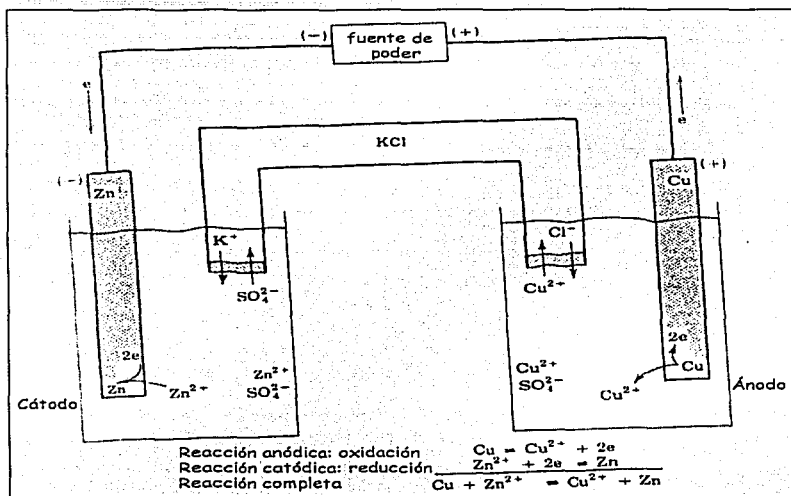 (-) fuente de poder (+)
e
e
KCl
(-)
Zn
(+)
Cu
K⁺
SO₄²⁻
Cl⁻
Cu²⁺
2e
Zn
Zn²⁺
Zn²⁺
SO₄²⁻
Cu²⁺
SO₄²⁻
2e
Cu
Cu²⁺
Cátodo
Ánodo
Reacción anódica: oxidación Cu = Cu²⁺ + 2e
Reacción catódica: reducción Zn²⁺ + 2e = Zn
Reacción completa Cu + Zn²⁺ = Cu²⁺ + Zn